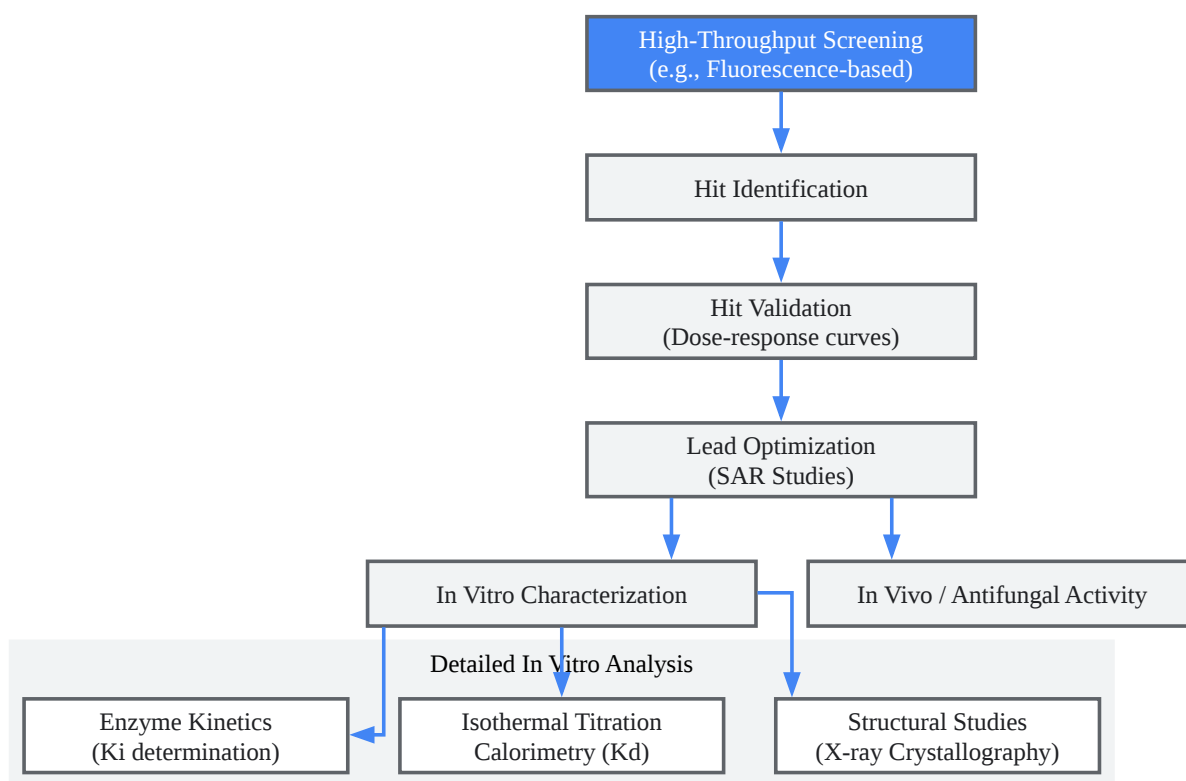 High-Throughput Screening
(e.g., Fluorescence-based)
Hit Identification
Hit Validation
(Dose-response curves)
Lead Optimization
(SAR Studies)
In Vitro Characterization
In Vivo / Antifungal Activity
Detailed In Vitro Analysis
Enzyme Kinetics
(Ki determination)
Isothermal Titration
Calorimetry (Kd)
Structural Studies
(X-ray Crystallography)